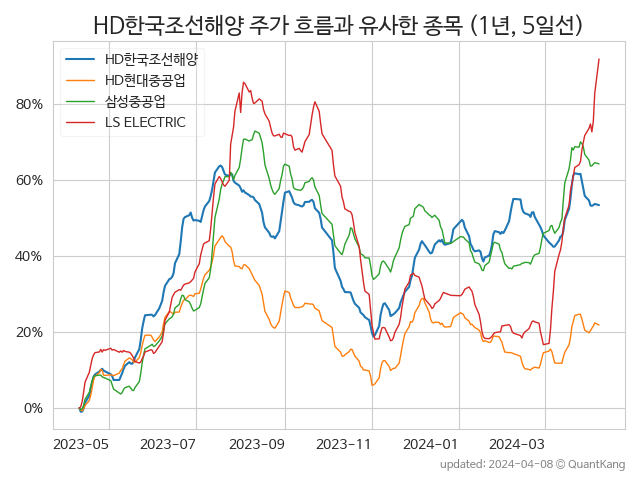 HD한국조선해양 주가 흐름과 유사한 종목 (1년, 5일선)
HD한국조선해양
HD현대중공업
삼성중공업
LS ELECTRIC
80%
60%
40%
20%
0%
2023-05 2023-07 2023-09 2023-11 2024-01 2024-03
updated: 2024-04-08 © QuantKang